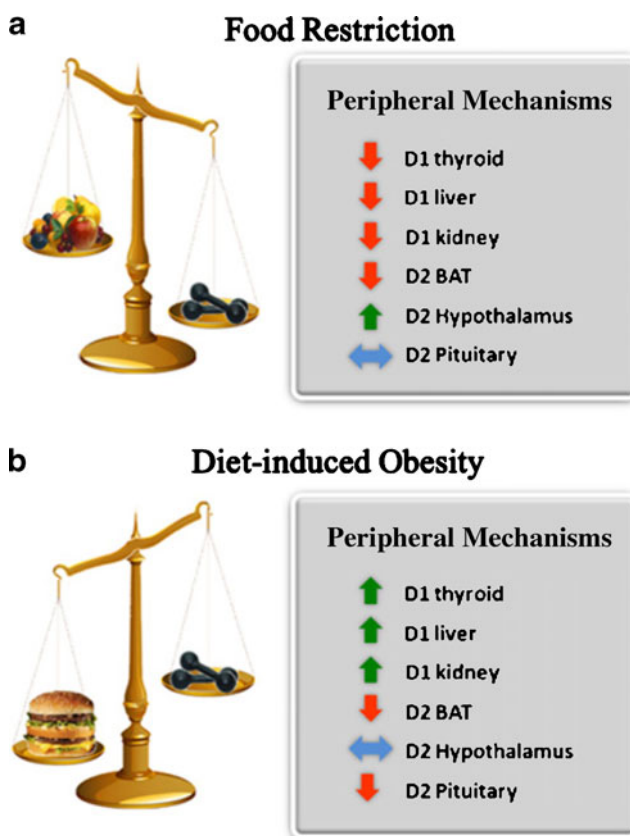 a
Food Restriction
Peripheral Mechanisms
D1 thyroid
D1 liver
D1 kidney
D2 BAT
D2 Hypothalamus
D2 Pituitary
b
Diet-induced Obesity
Peripheral Mechanisms
D1 thyroid
D1 liver
D1 kidney
D2 BAT
D2 Hypothalamus
D2 Pituitary